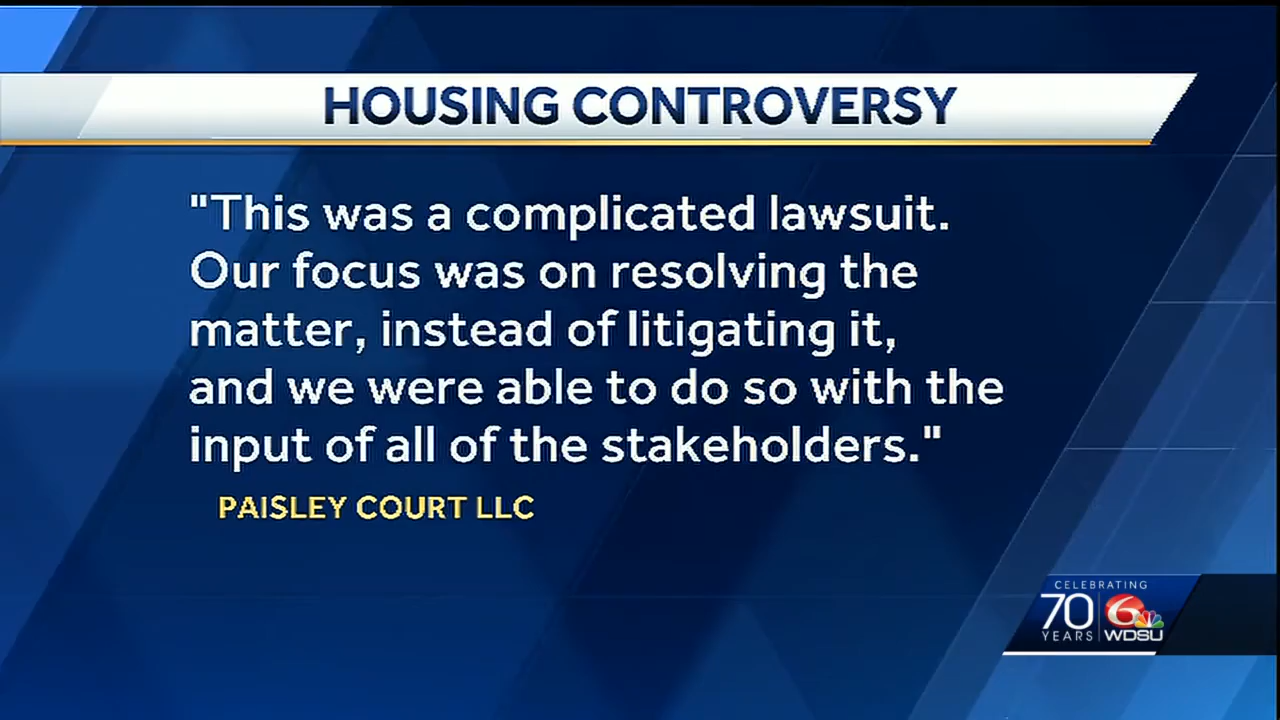 HOUSING CONTROVERSY
"This was a complicated lawsuit.
Our focus was on resolving the
matter, instead of litigating it,
and we were able to do so with the
input of all of the stakeholders."
PAISLEY COURT LLC
CELEBRATING
70 6
YEARS WDSU